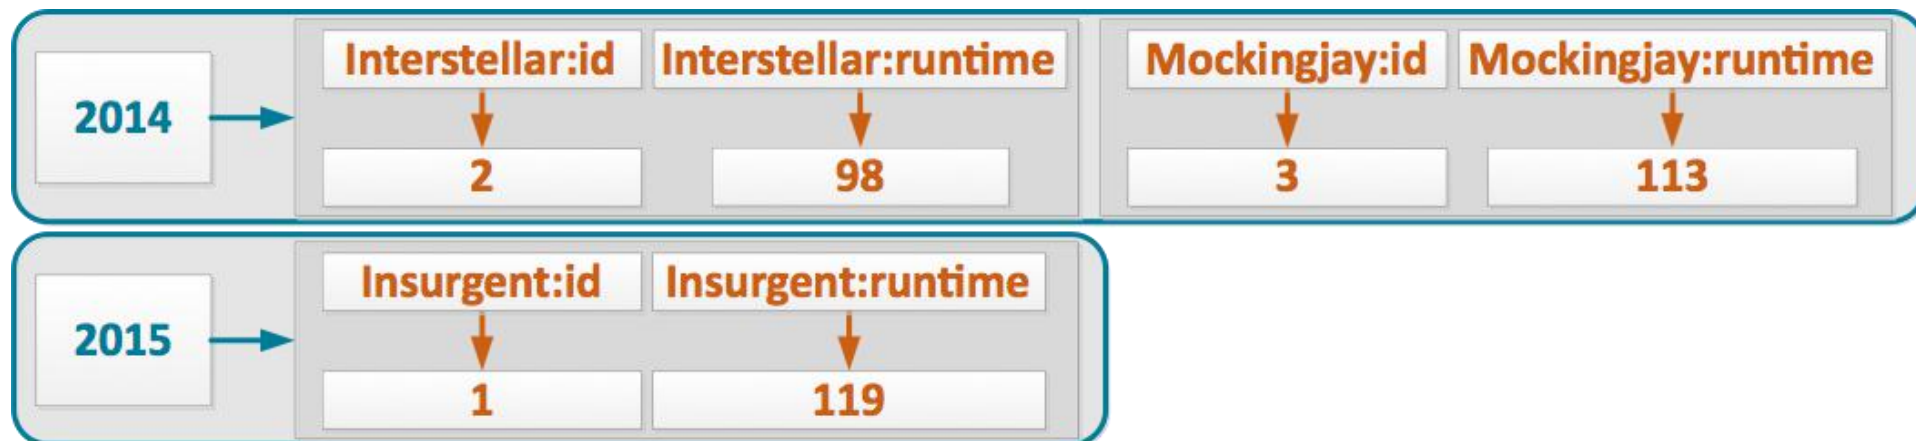 Interstellar:id Interstellar:runtime Mockingjay:id Mockingjay:runtime
2014
2 98 3 113
Insurgent:id Insurgent:runtime
2015
1 119